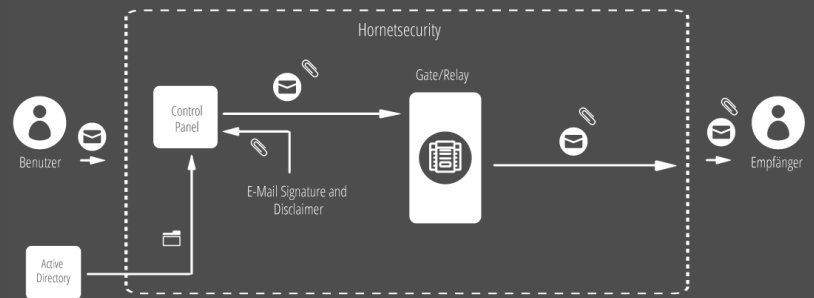 Hornetsecurity
Gate/Relay
Control
Panel
Benutzer
Empfänger
E-Mail Signature and
Disclaimer
Active
Directory